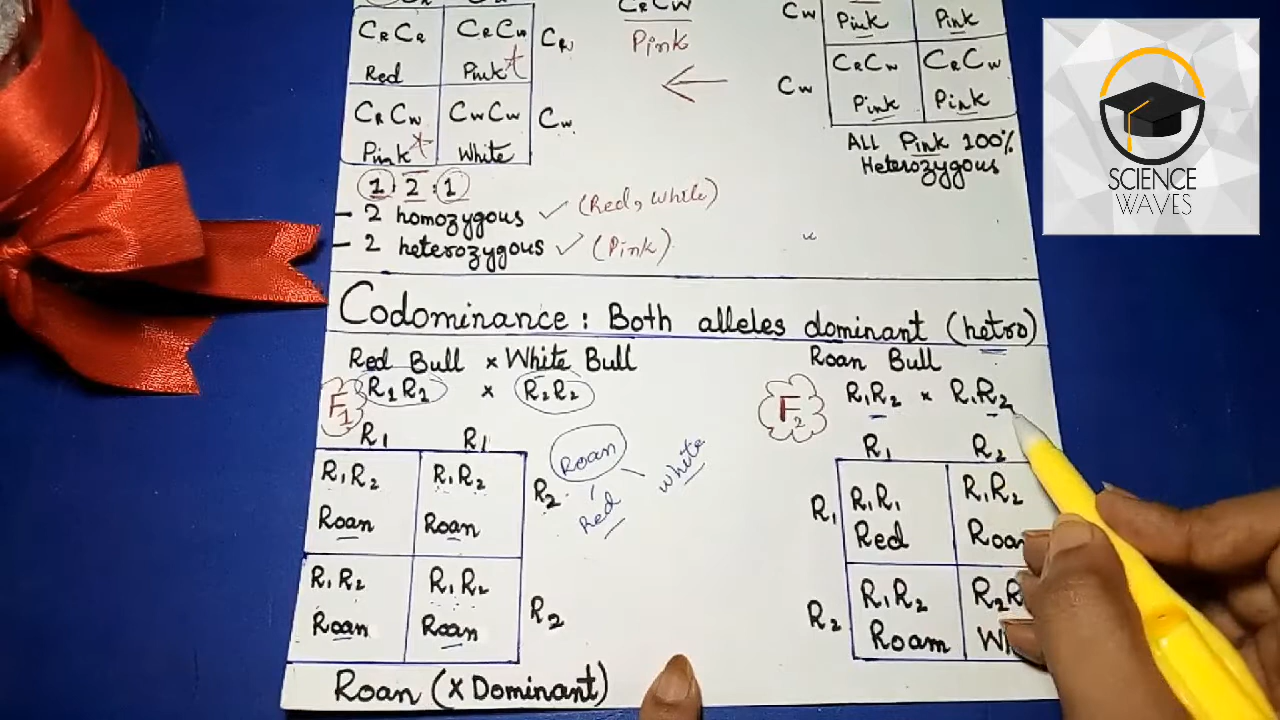 CRCW
Pink
CRCR CRCW CW
Red Pink
CRCW CWCW CW
Pink White
1 : 2 : 1
- 2 homozygous ✓ (Red, White)
- 2 heterozygous ✓ (Pink)
CW Pink Pink
CW CRCW CRCW
Pink Pink
ALL Pink 100%
Heterozygous
SCIENCE
WAVES
Codominance : Both alleles dominant (hetro)
Red Bull x White Bull
R1R1 x R2R2
F1
R1 R1
R1R2 R1R2 R2
Roan Roan
R1R2 R1R2 R2
Roan Roan
Roan
Red
White
Roan (X Dominant)
Roan Bull
F2 R1R2 x R1R2
R1 R2
R1 R1R1 R1R2
Red Roan
R2 R1R2
Roam